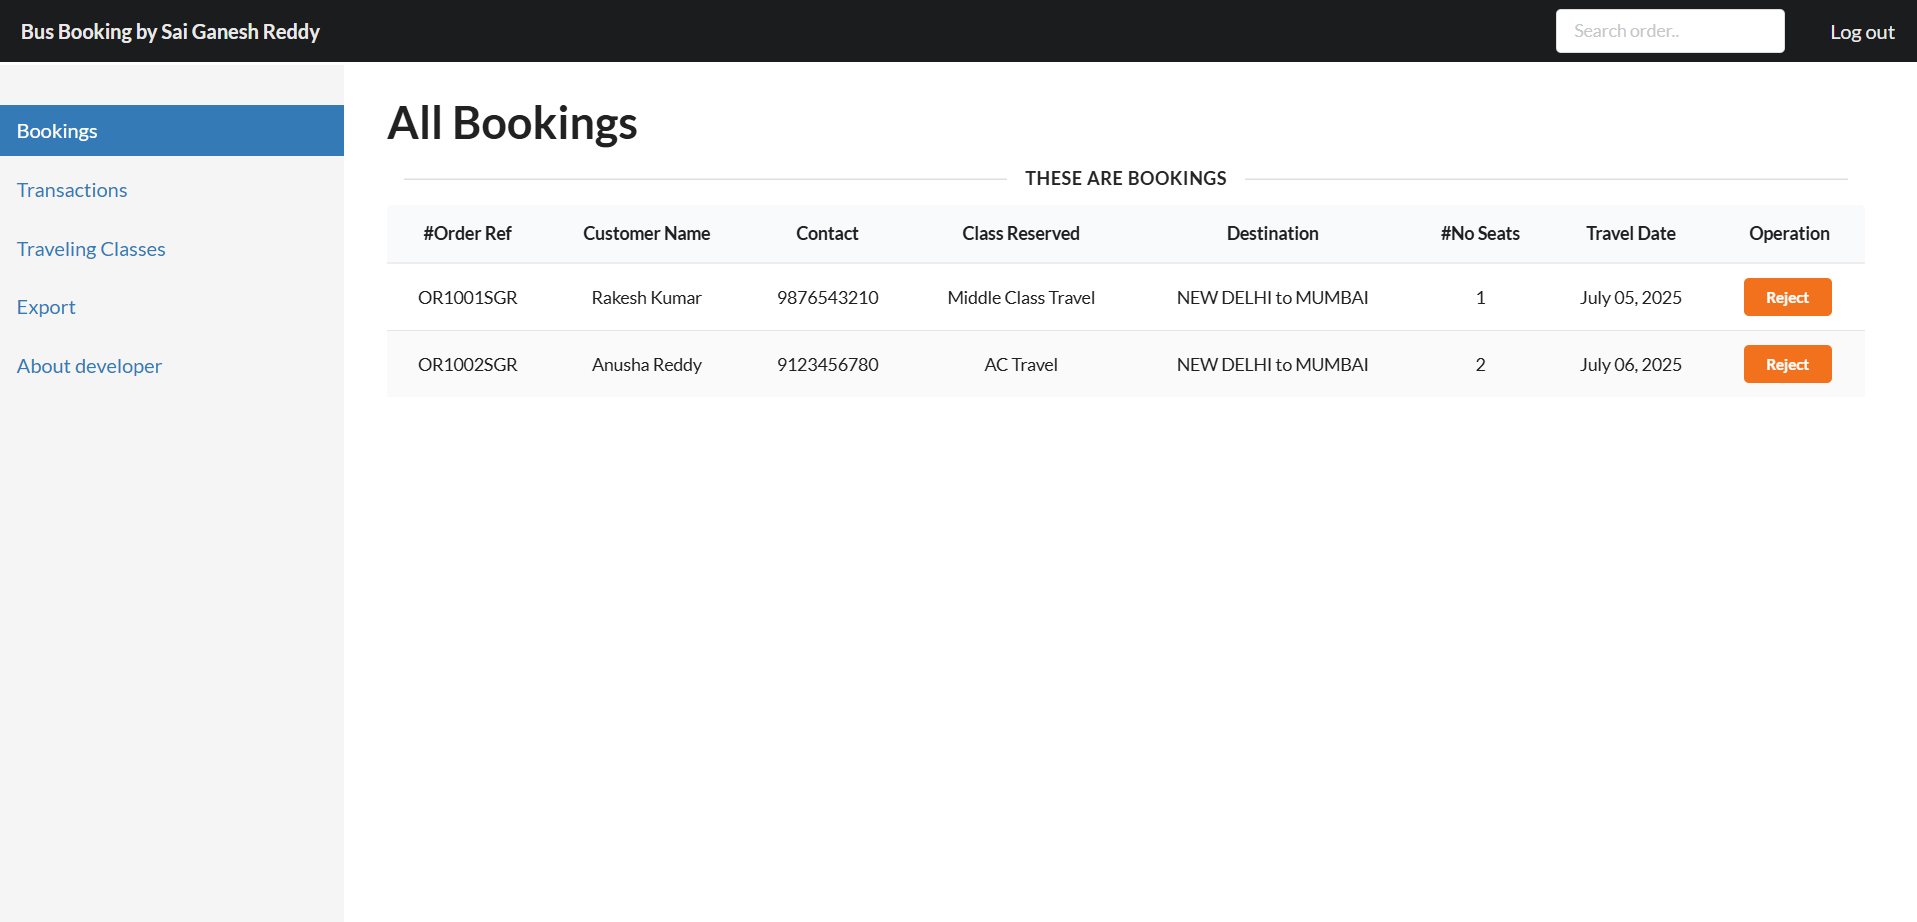 Bus Booking by Sai Ganesh Reddy
Search order..
Log out
Bookings
Transactions
Traveling Classes
Export
About developer
All Bookings
THESE ARE BOOKINGS
#Order Ref Customer Name Contact Class Reserved Destination #No Seats Travel Date Operation
OR1001SGR Rakesh Kumar 9876543210 Middle Class Travel NEW DELHI to MUMBAI 1 July 05, 2025 Reject
OR1002SGR Anusha Reddy 9123456780 AC Travel NEW DELHI to MUMBAI 2 July 06, 2025 Reject